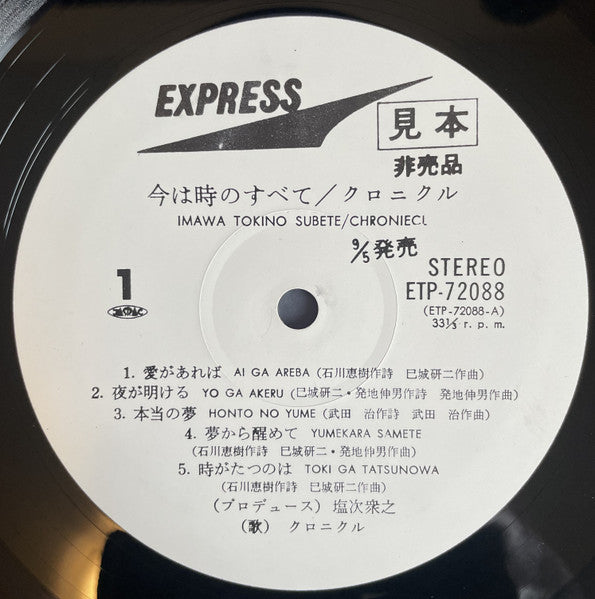 EXPRESS
見本
非売品
今は時のすべて/クロニクル
IMAWA TOKINO SUBETE/CHRONIECL
9/5発売
1
STEREO
ETP-72088
(ETP-72088-A)
33⅓ r. p. m.
JASRAC
1. 愛があれば AI GA AREBA (石川恵樹作詩 巳城研二作曲)
2. 夜が明ける YO GA AKERU (巳城研二・発地伸男作詩 発地伸男作曲)
3. 本当の夢 HONTO NO YUME (武田 治作詩 武田 治作曲)
4. 夢から醒めて YUMEKARA SAMETE
(石川恵樹作詩 巳城研二・発地伸男作曲)
5. 時がたつのは TOKI GA TATSUNOWA
(石川恵樹作詩 巳城研二作曲)
(プロデュース) 塩次衆之
(歌) クロニクル